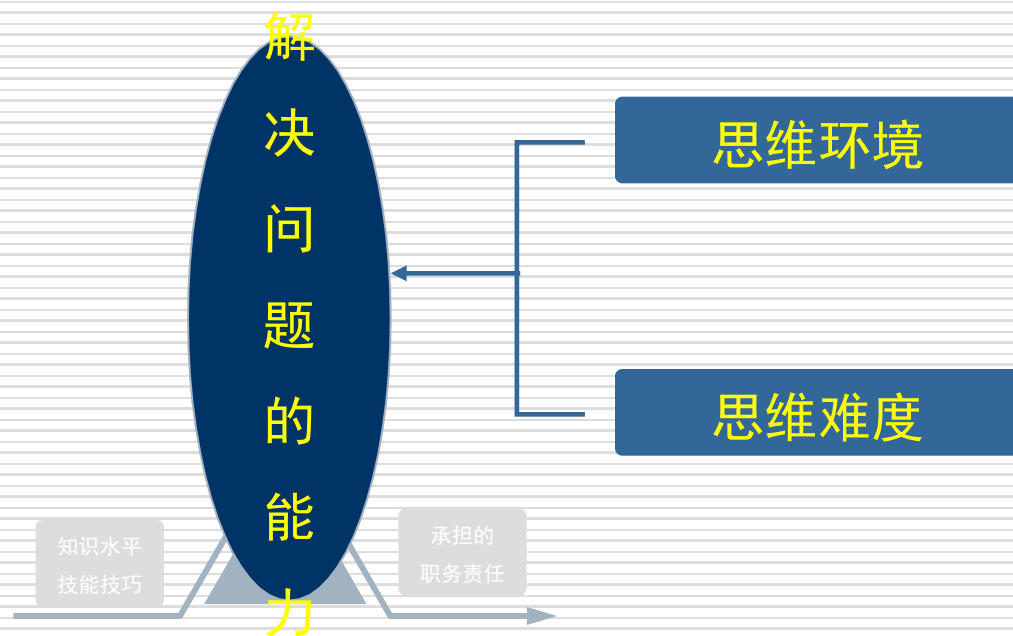 解决问题的能力
思维环境
思维难度
知识水平
技能技巧
承担的
职务责任